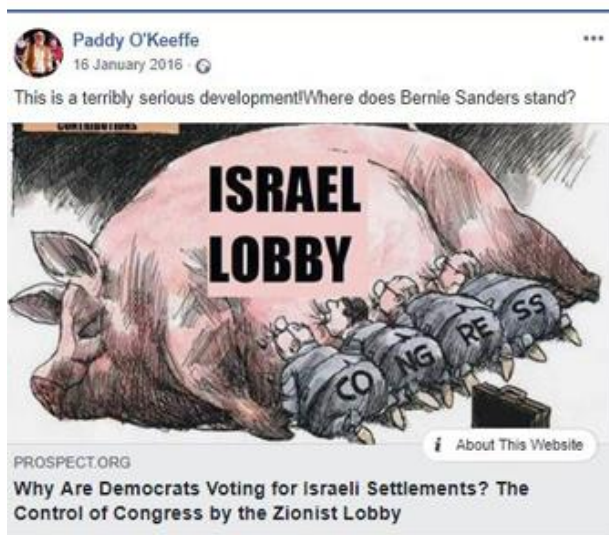 Paddy O'Keeffe
16 January 2016
This is a terribly serious development!Where does Bernie Sanders stand?
CONTRIBUTIONS
ISRAEL
LOBBY
CO NG RE SS
i About This Website
PROSPECT.ORG
Why Are Democrats Voting for Israeli Settlements? The
Control of Congress by the Zionist Lobby